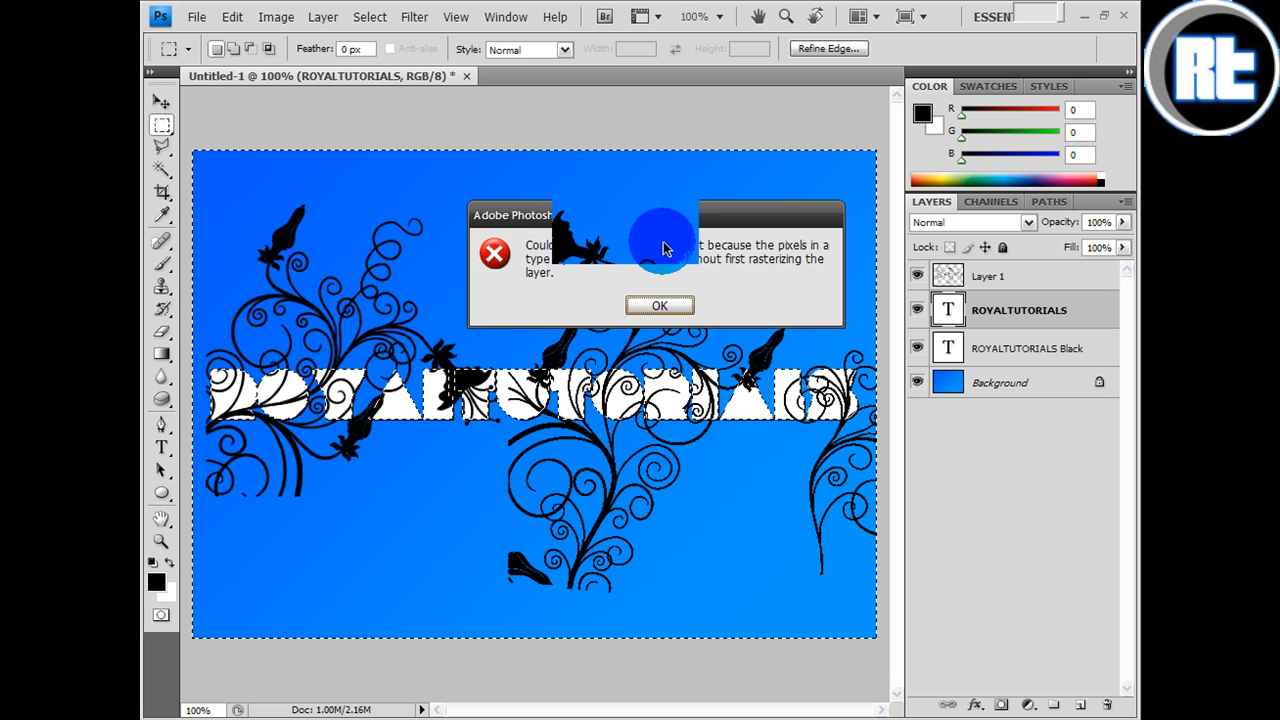 Ps File Edit Image Layer Select Filter View Window Help Br 100% ESSEN
Feather: 0 px Anti-alias Style: Normal Width: Height: Refine Edge...
Untitled-1 @ 100% (ROYALTUTORIALS, RGB/8) *
Rt
COLOR SWATCHES STYLES
R 0
G 0
B 0
LAYERS CHANNELS PATHS
Normal Opacity: 100%
Lock: Fill: 100%
Layer 1
T ROYALTUTORIALS
T ROYALTUTORIALS Black
Background
Adobe Photosh
because the pixels in a
type first rasterizing the
layer.
OK
100% Doc: 1.00M/2.16M